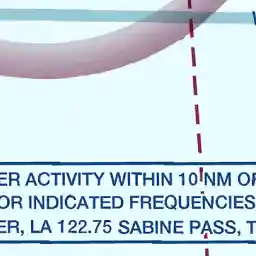 ER ACTIVITY WITHIN 10 NM OF
OR INDICATED FREQUENCIES
ER, LA 122.75 SABINE PASS, T